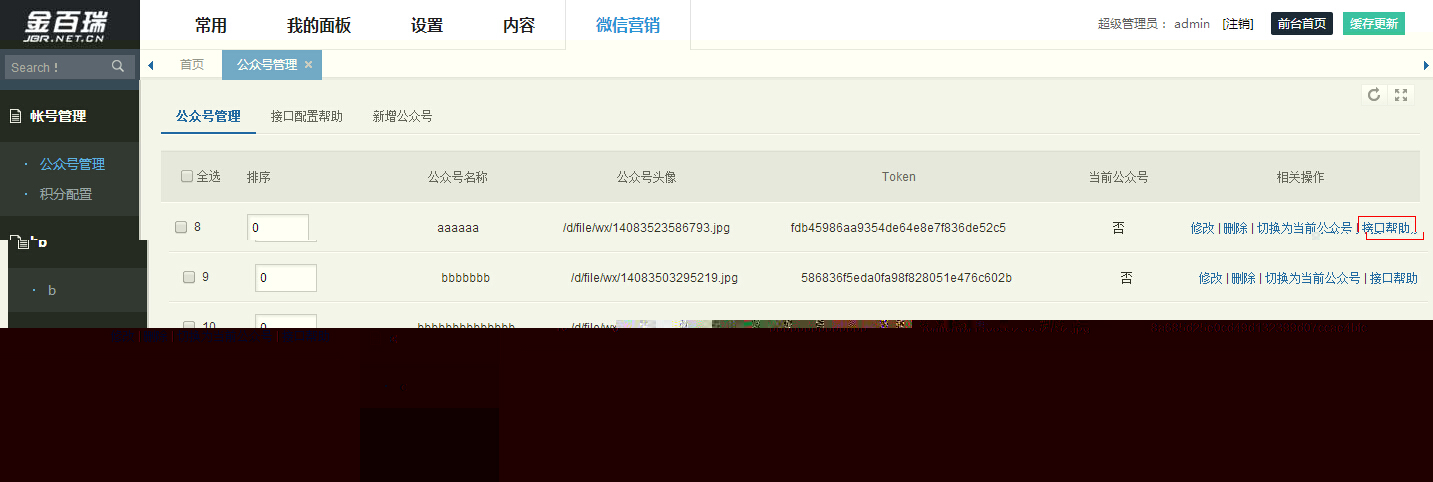 金百瑞
JBR.NET.CN
常用 我的面板 设置 内容 微信营销
超级管理员： admin [注销] 前台首页 缓存更新
Search！
首页 公众号管理 ×
帐号管理
公众号管理
积分配置
b
公众号管理 接口配置帮助 新增公众号
全选 排序 公众号名称 公众号头像 Token 当前公众号 相关操作
8 0 aaaaaa /d/file/wx/14083523586793.jpg fdb45986aa9354de64e8e7f836de52c5 否 修改 | 删除 | 切换为当前公众号 | 接口帮助
9 0 bbbbbbb /d/file/wx/14083503295219.jpg 586836f5eda0fa98f828051e476c602b 否 修改 | 删除 | 切换为当前公众号 | 接口帮助
10 0 bbbbbbbbbbbbbb /d/file/wx